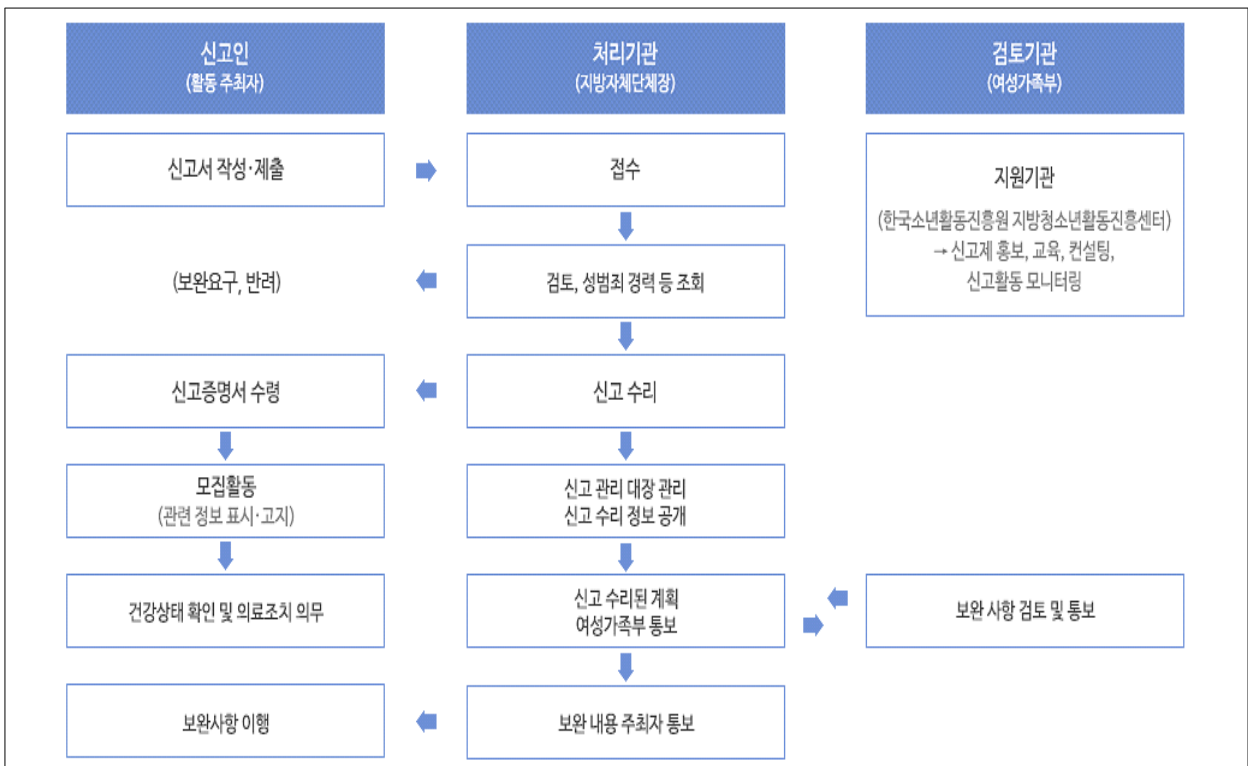 신고인
(활동 주최자)
처리기관
(지방자체단체장)
검토기관
(여성가족부)
신고서 작성·제출
접수
지원기관
(한국소년활동진흥원 지방청소년활동진흥센터)
→ 신고제 홍보, 교육, 컨설팅,
신고활동 모니터링
(보완요구, 반려)
검토, 성범죄 경력 등 조회
신고증명서 수령
신고 수리
모집활동
(관련 정보 표시·고지)
신고 관리 대장 관리
신고 수리 정보 공개
건강상태 확인 및 의료조치 의무
신고 수리된 계획
여성가족부 통보
보완 사항 검토 및 통보
보완사항 이행
보완 내용 주최자 통보